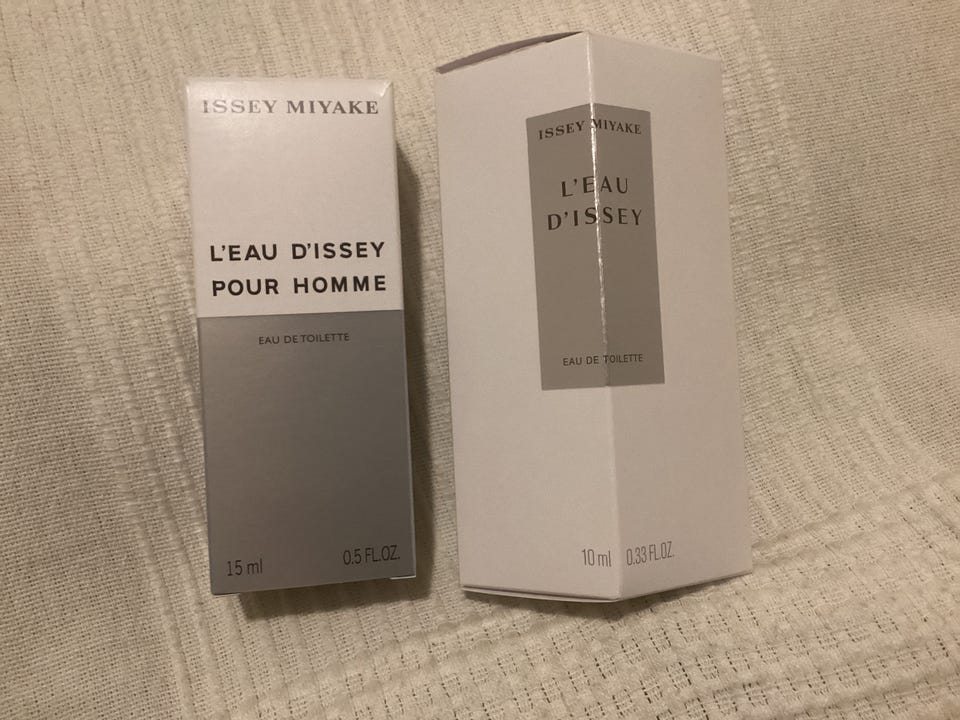 ISSEY MIYAKE
L'EAU D'ISSEY
POUR HOMME
EAU DE TOILETTE
15 ml 0.5 FL.OZ.
ISSEY MIYAKE
L'EAU
D'ISSEY
EAU DE TOILETTE
10 ml 0.33 FL.OZ.